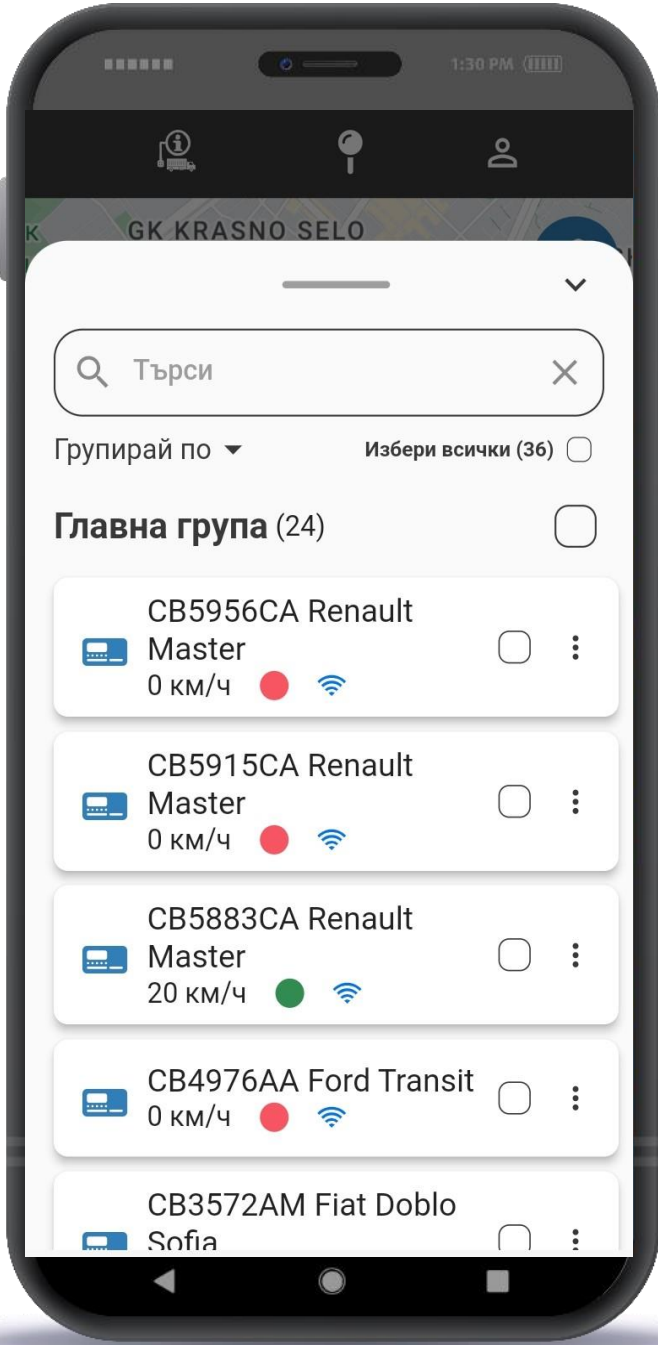 1:30 PM
GK KRASNO SELO
Търси
Групирай по
Избери всички (36)
Главна група (24)
CB5956CA Renault
Master
0 км/ч
CB5915CA Renault
Master
0 км/ч
CB5883CA Renault
Master
20 км/ч
CB4976AA Ford Transit
0 км/ч
CB3572AM Fiat Doblo
Sofia